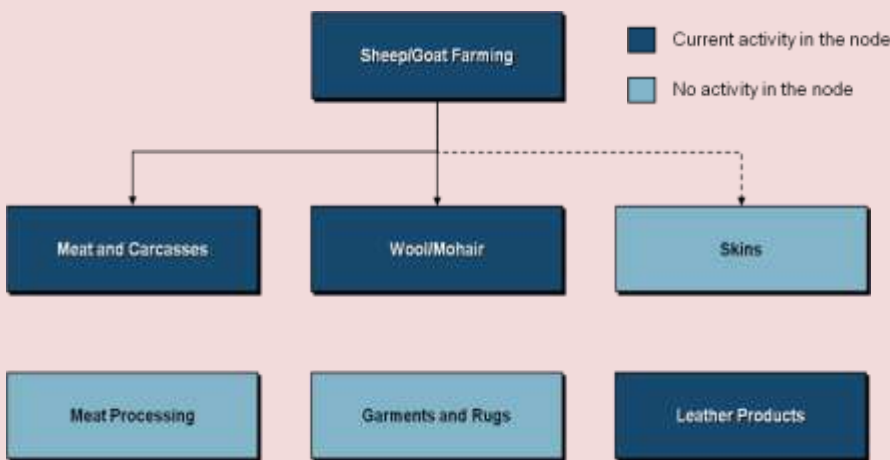 Sheep/Goat Farming
Current activity in the node
No activity in the node
Meat and Carcasses
Wool/Mohair
Skins
Meat Processing
Garments and Rugs
Leather Products